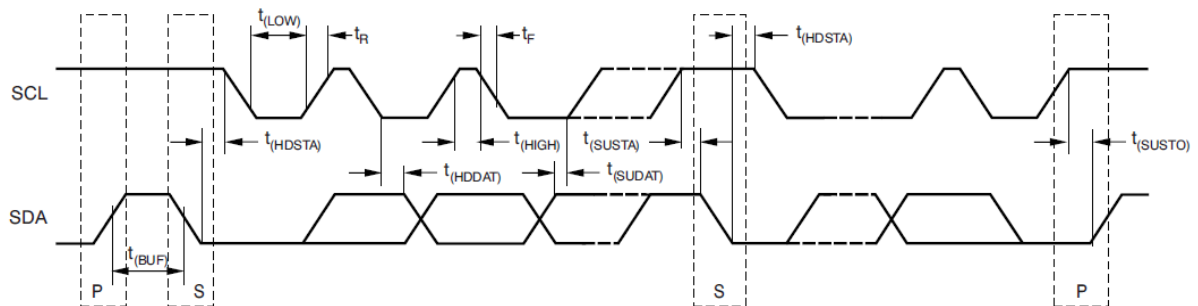 t(LOW)
tR
tF
t(HDSTA)
SCL
t(HDSTA)
t(HIGH)
t(SUSTA)
t(SUSTO)
t(HDDAT)
t(SUDAT)
SDA
t(BUF)
P
S
S
P